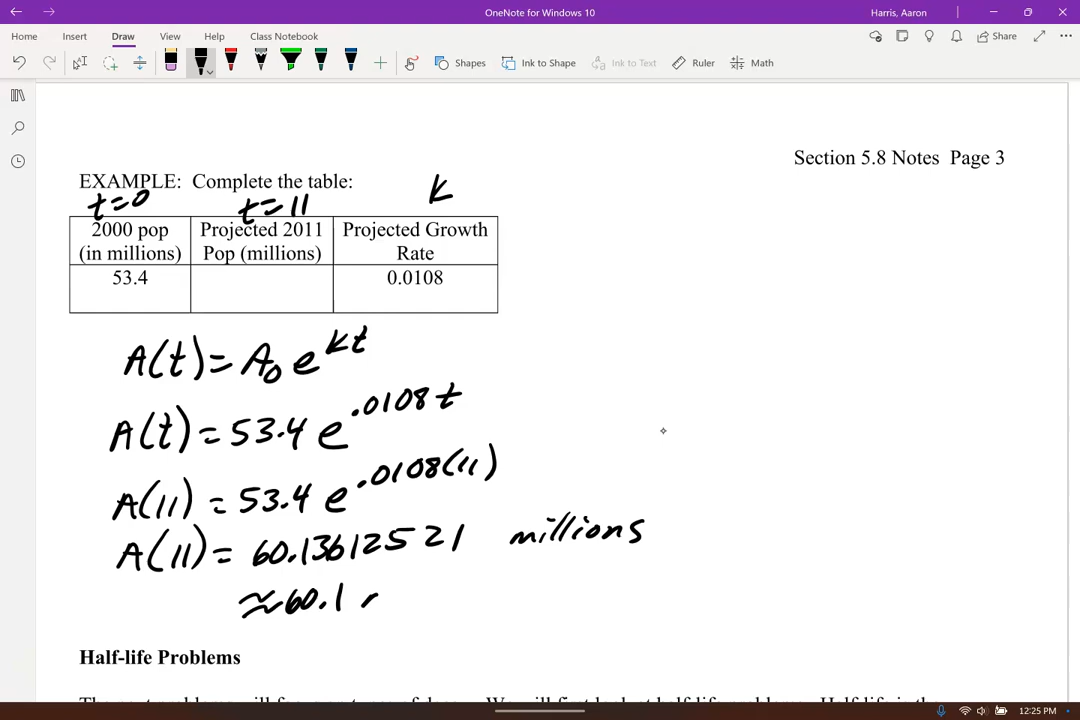 OneNote for Windows 10
Harris, Aaron
Home Insert Draw View Help Class Notebook
Share
Shapes Ink to Shape Ink to Text Ruler Math
Section 5.8 Notes Page 3
EXAMPLE: Complete the table:
t=0 t=11 k
2000 pop (in millions) Projected 2011 Pop (millions) Projected Growth Rate
53.4 0.0108
A(t)= A₀ e^kt
A(t) = 53.4 e^.0108t
A(11) = 53.4 e^.0108(11)
A(11) = 60.13612521 millions
≈60.1
Half-life Problems
12:25 PM